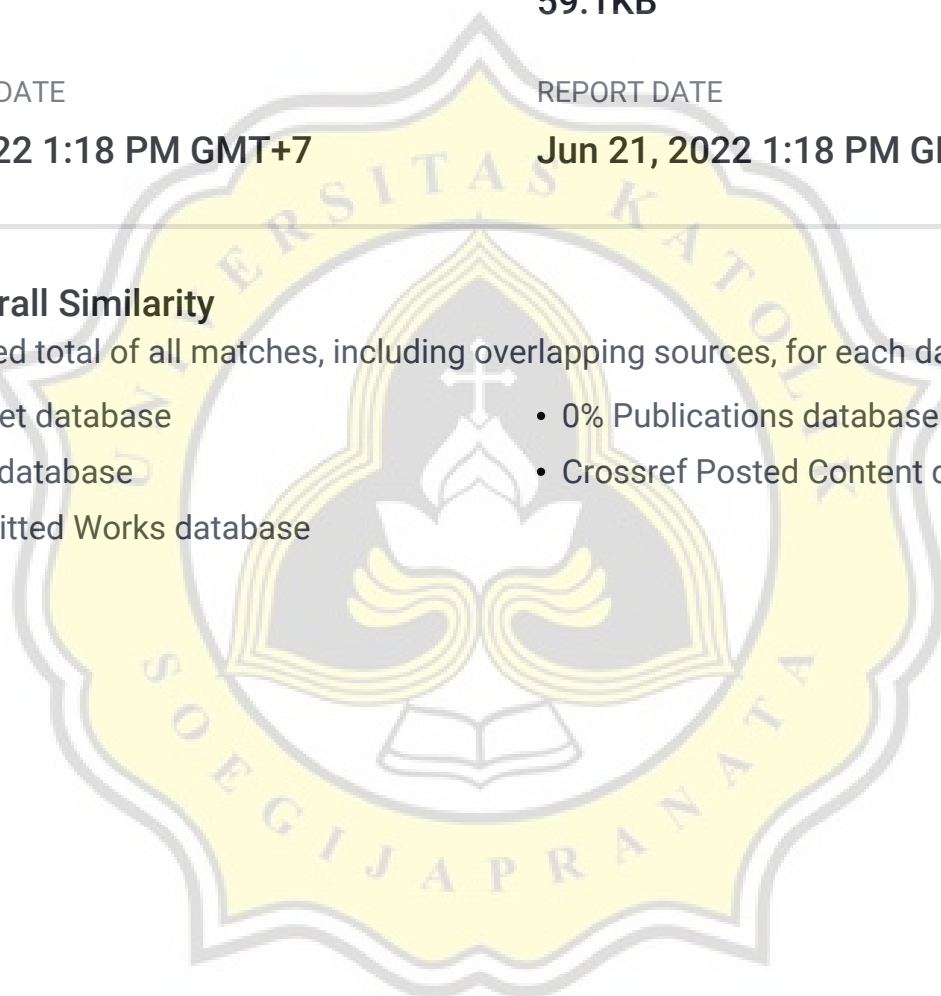 59.1KB
DATE
REPORT DATE
22 1:18 PM GMT+7
Jun 21, 2022 1:18 PM G
UNIVERSITAS KATOLIK
rall Similarity
ed total of all matches, including overlapping sources, for each da
et database
• 0% Publications database
database
• Crossref Posted Content
itted Works database
SOEGIJAPRANATA